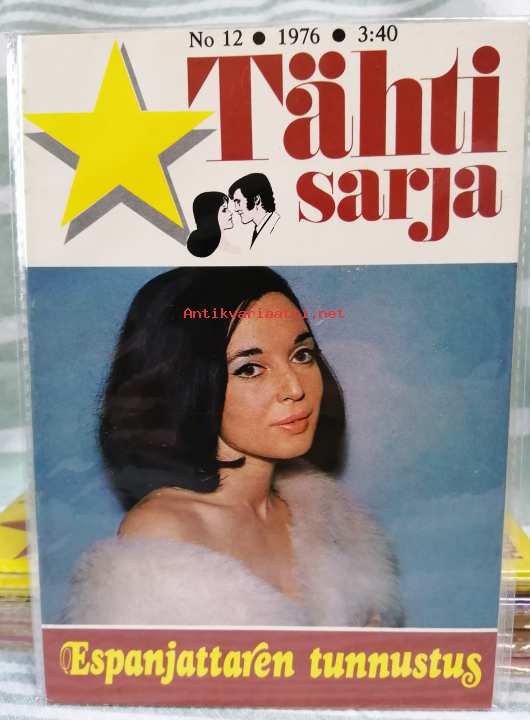 No 12 ● 1976 ● 3:40
Tähti
sarja
Antikvariaatti.net
Espanjattaren tunnustus